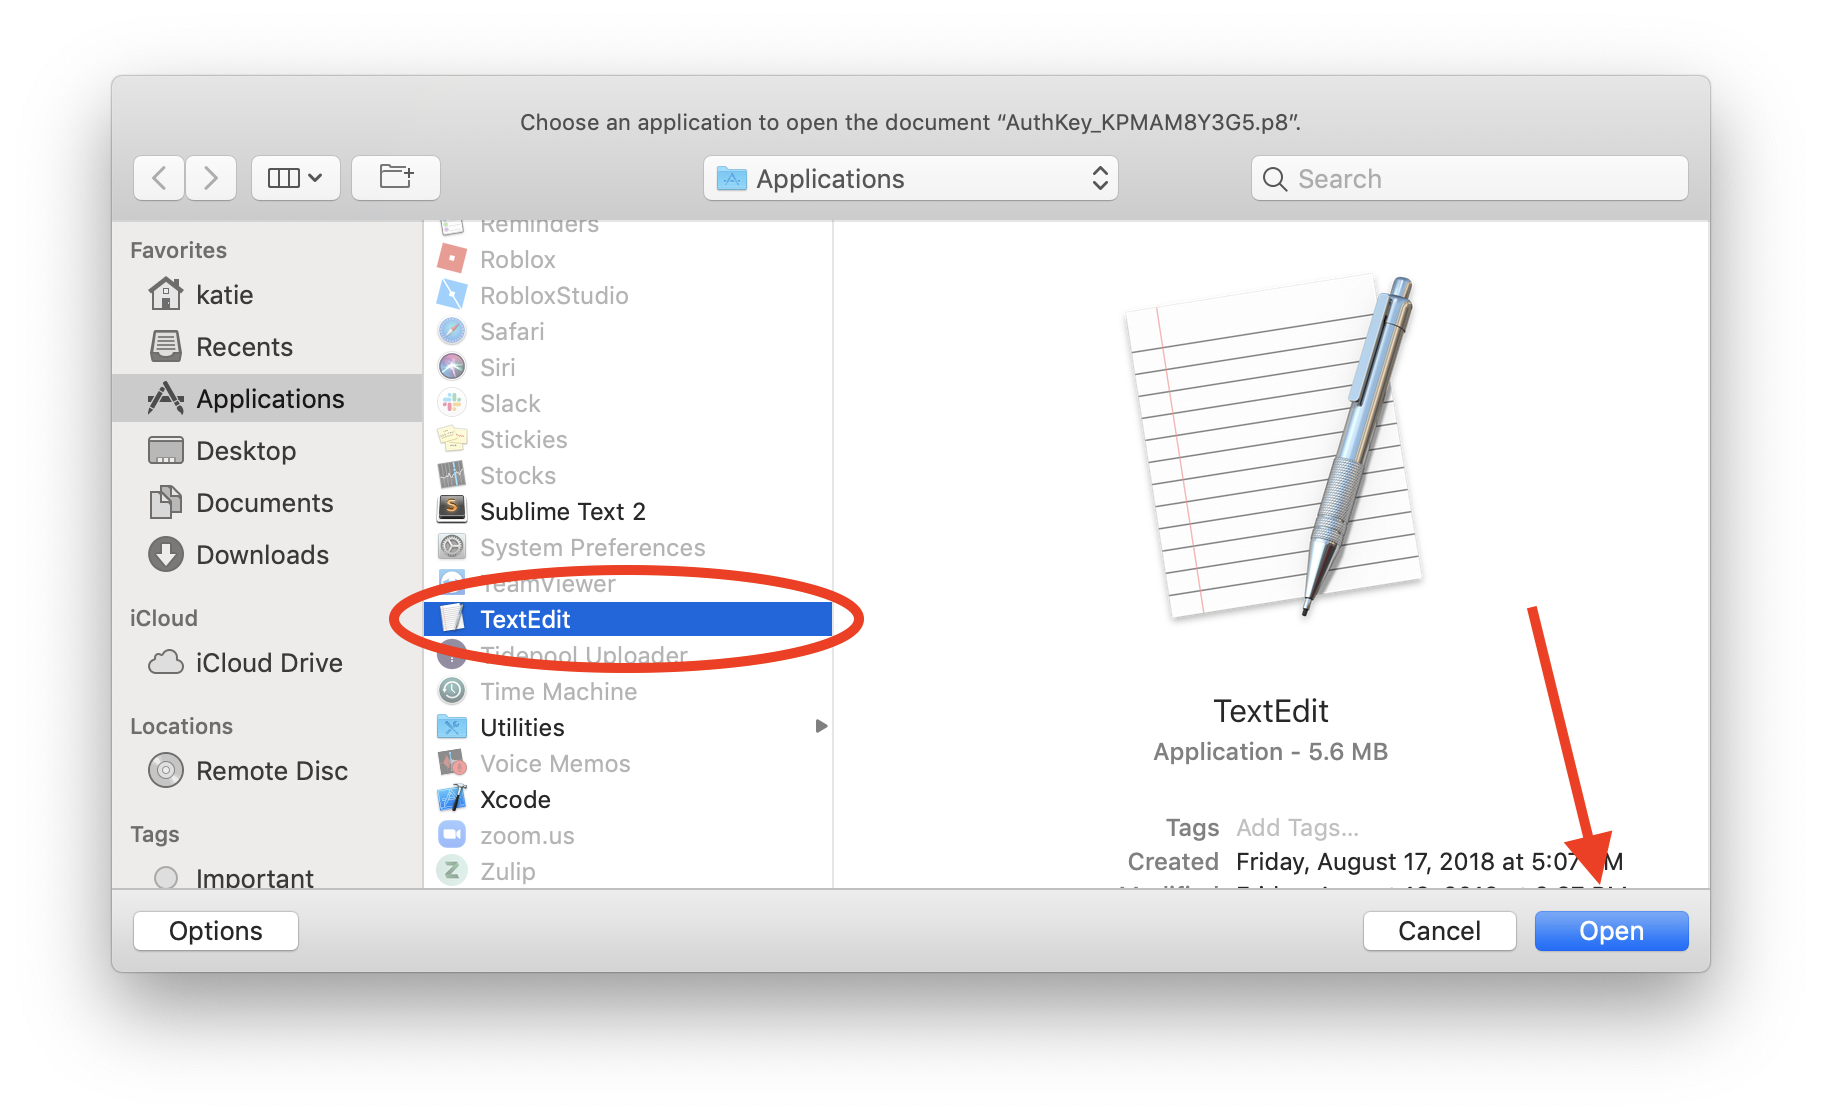 Choose an application to open the document “AuthKey_KPMAM8Y3G5.p8”.
Applications
Search
Favorites
katie
Recents
Applications
Desktop
Documents
Downloads
iCloud
iCloud Drive
Locations
Remote Disc
Tags
Important
Reminders
Roblox
RobloxStudio
Safari
Siri
Slack
Stickies
Stocks
Sublime Text 2
System Preferences
TeamViewer
TextEdit
Tidepool Uploader
Time Machine
Utilities
Voice Memos
Xcode
zoom.us
Zulip
TextEdit
Application - 5.6 MB
Tags Add Tags...
Created Friday, August 17, 2018 at 5:07 M
Options
Cancel
Open